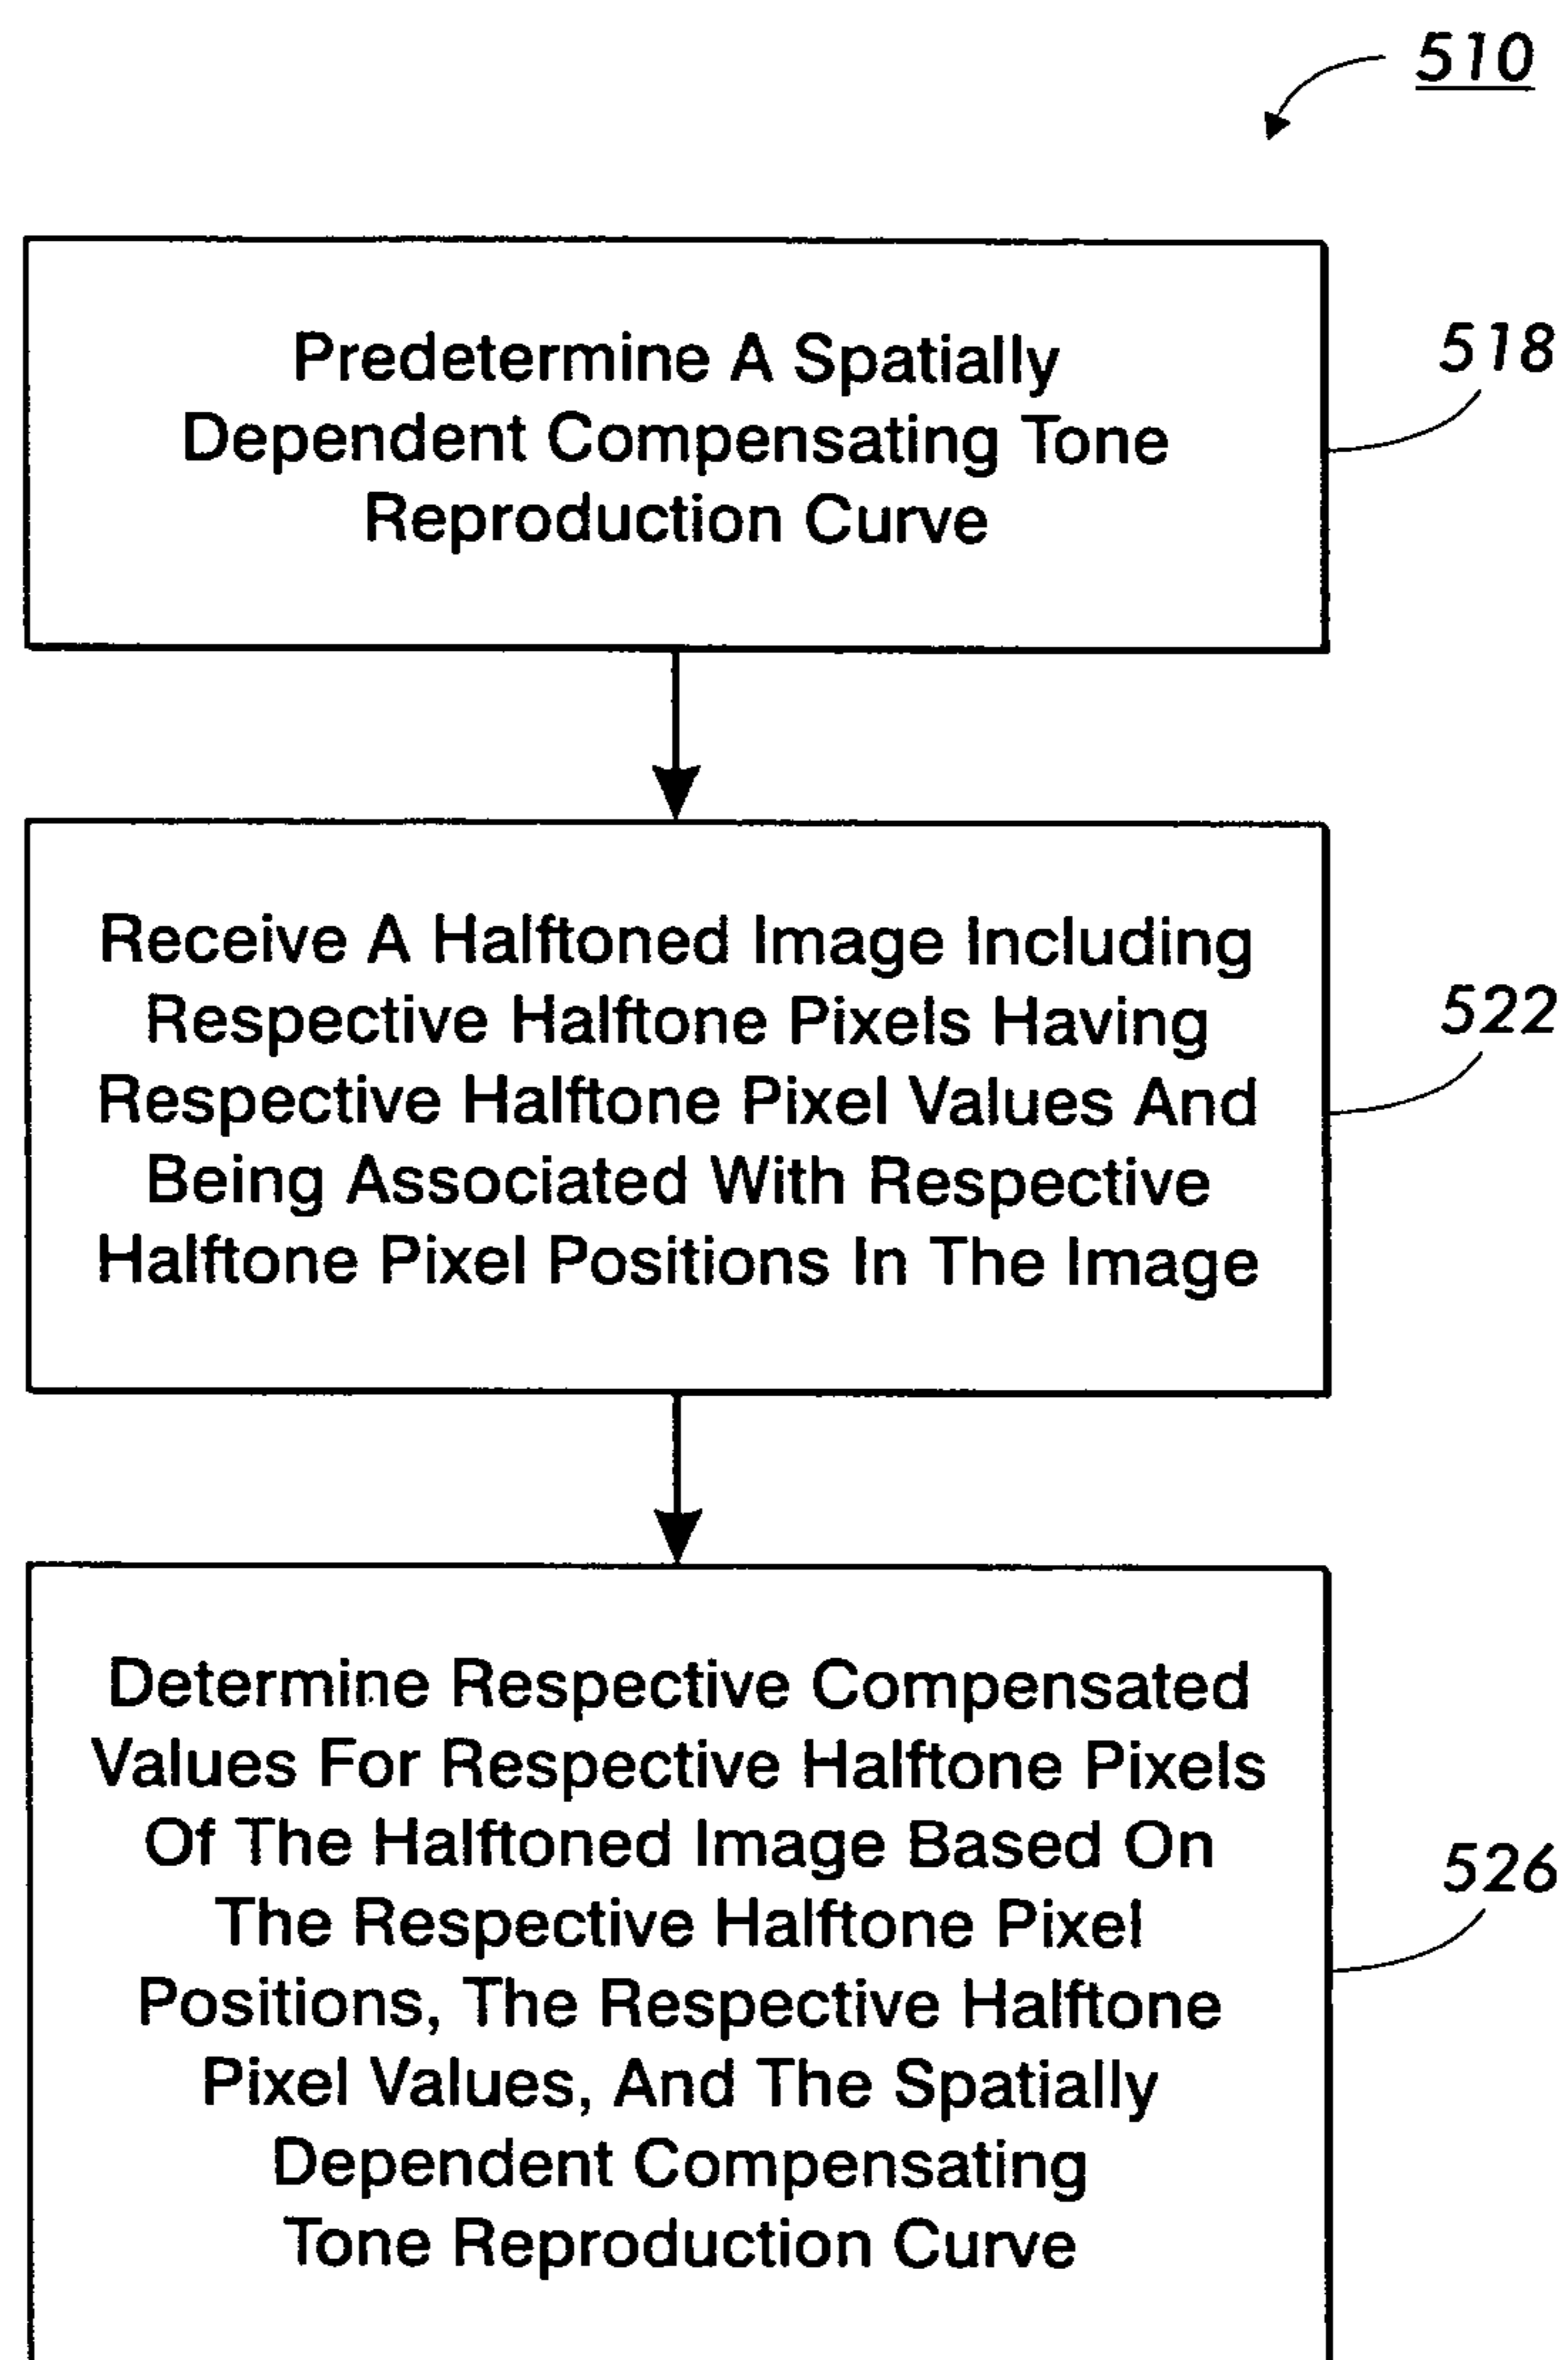 510
Predetermine A Spatially
Dependent Compensating Tone
Reproduction Curve
518
Receive A Halftoned Image Including
Respective Halftone Pixels Having
Respective Halftone Pixel Values And
Being Associated With Respective
Halftone Pixel Positions In The Image
522
Determine Respective Compensated
Values For Respective Halftone Pixels
Of The Halftoned Image Based On
The Respective Halftone Pixel
Positions, The Respective Halftone
Pixel Values, And The Spatially
Dependent Compensating
Tone Reproduction Curve
526